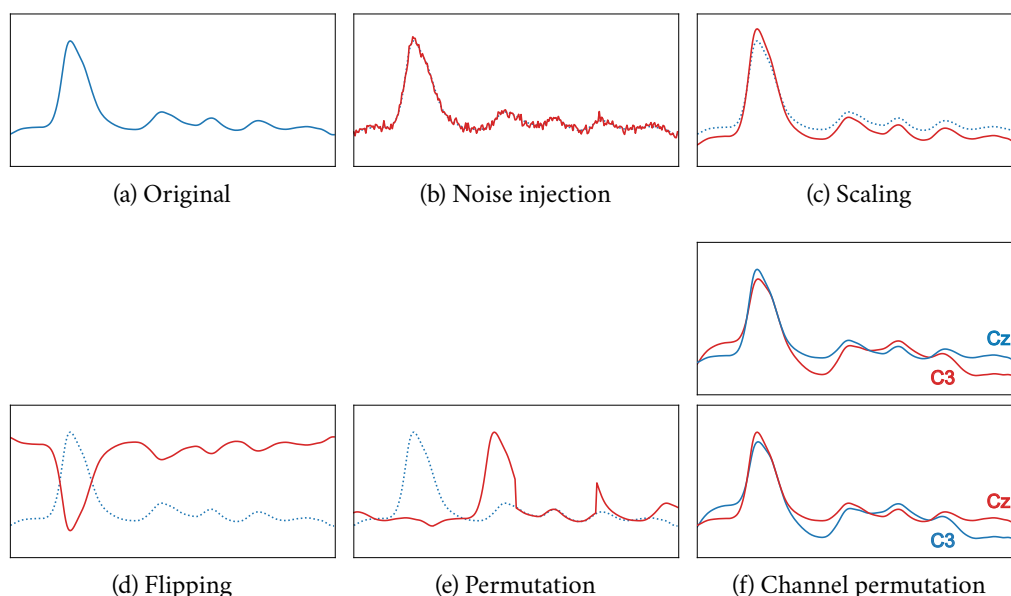 (a) Original
(b) Noise injection
(c) Scaling
Cz
C3
Cz
C3
(d) Flipping
(e) Permutation
(f) Channel permutation